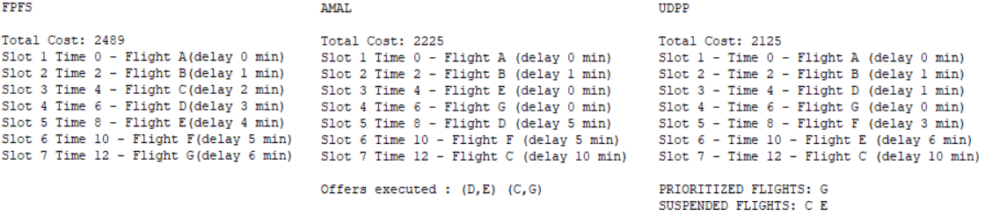 FPFS
Total Cost: 2489
Slot 1 Time 0 - Flight A(delay 0 min)
Slot 2 Time 2 - Flight B(delay 1 min)
Slot 3 Time 4 - Flight C(delay 2 min)
Slot 4 Time 6 - Flight D(delay 3 min)
Slot 5 Time 8 - Flight E(delay 4 min)
Slot 6 Time 10 - Flight F(delay 5 min)
Slot 7 Time 12 - Flight G(delay 6 min)
AMAL
Total Cost: 2225
Slot 1 Time 0 - Flight A (delay 0 min)
Slot 2 Time 2 - Flight B (delay 1 min)
Slot 3 Time 4 - Flight E (delay 0 min)
Slot 4 Time 6 - Flight G (delay 0 min)
Slot 5 Time 8 - Flight D (delay 5 min)
Slot 6 Time 10 - Flight F (delay 5 min)
Slot 7 Time 12 - Flight C (delay 10 min)
Offers executed : (D,E) (C,G)
UDPP
Total Cost: 2125
Slot 1 - Time 0 - Flight A (delay 0 min)
Slot 2 - Time 2 - Flight B (delay 1 min)
Slot 3 - Time 4 - Flight D (delay 1 min)
Slot 4 - Time 6 - Flight G (delay 0 min)
Slot 5 - Time 8 - Flight F (delay 3 min)
Slot 6 - Time 10 - Flight E (delay 6 min)
Slot 7 - Time 12 - Flight C (delay 10 min)
PRIORITIZED FLIGHTS: G
SUSPENDED FLIGHTS: C E